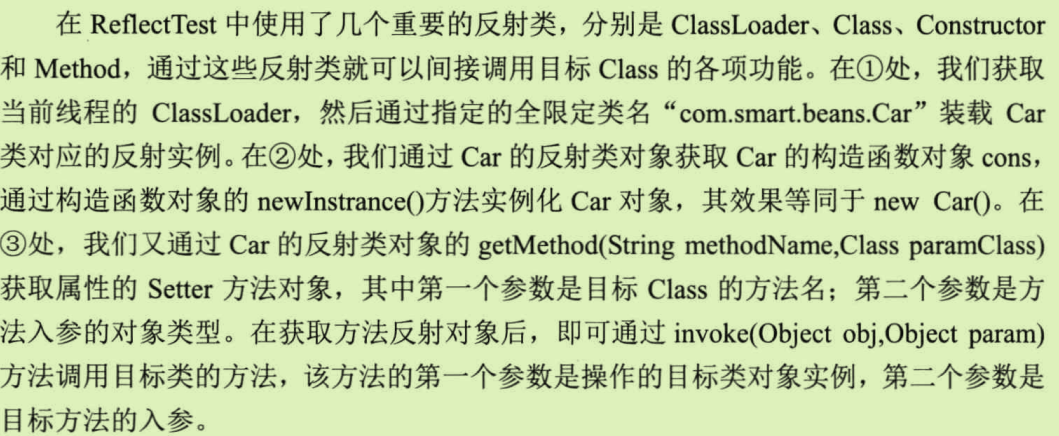 在 ReflectTest 中使用了几个重要的反射类，分别是 ClassLoader、Class、Constructor
和 Method，通过这些反射类就可以间接调用目标 Class 的各项功能。在①处，我们获取
当前线程的 ClassLoader，然后通过指定的全限定类名“com.smart.beans.Car”装载 Car
类对应的反射实例。在②处，我们通过 Car 的反射类对象获取 Car 的构造函数对象 cons，
通过构造函数对象的 newInstrance()方法实例化 Car 对象，其效果等同于 new Car()。在
③处，我们又通过 Car 的反射类对象的 getMethod(String methodName,Class paramClass)
获取属性的 Setter 方法对象，其中第一个参数是目标 Class 的方法名；第二个参数是方
法入参的对象类型。在获取方法反射对象后，即可通过 invoke(Object obj,Object param)
方法调用目标类的方法，该方法的第一个参数是操作的目标类对象实例，第二个参数是
目标方法的入参。